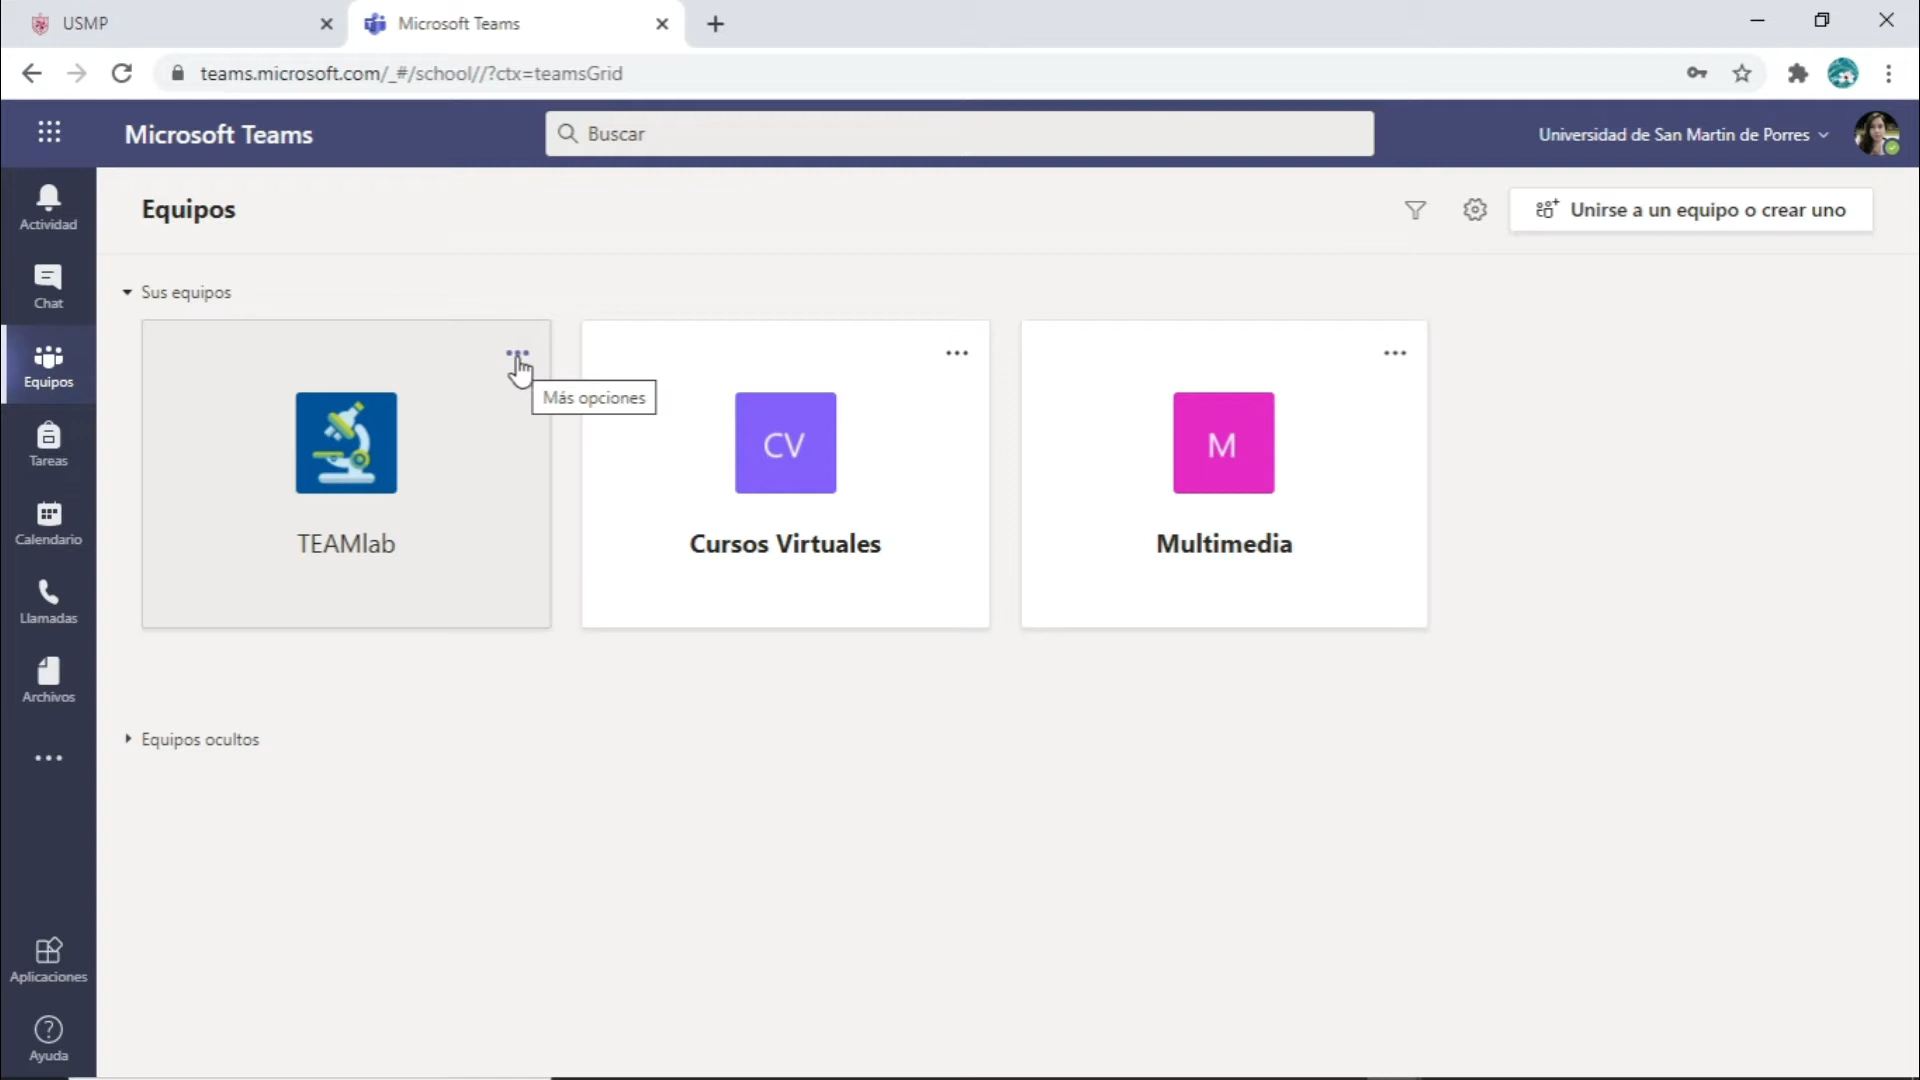 USMP
Microsoft Teams
teams.microsoft.com/_#/school//?ctx=teamsGrid
Microsoft Teams
Buscar
Universidad de San Martin de Porres
Actividad
Chat
Equipos
Tareas
Calendario
Llamadas
Archivos
Aplicaciones
Ayuda
Equipos
Unirse a un equipo o crear uno
Sus equipos
Más opciones
CV
M
TEAMlab
Cursos Virtuales
Multimedia
Equipos ocultos